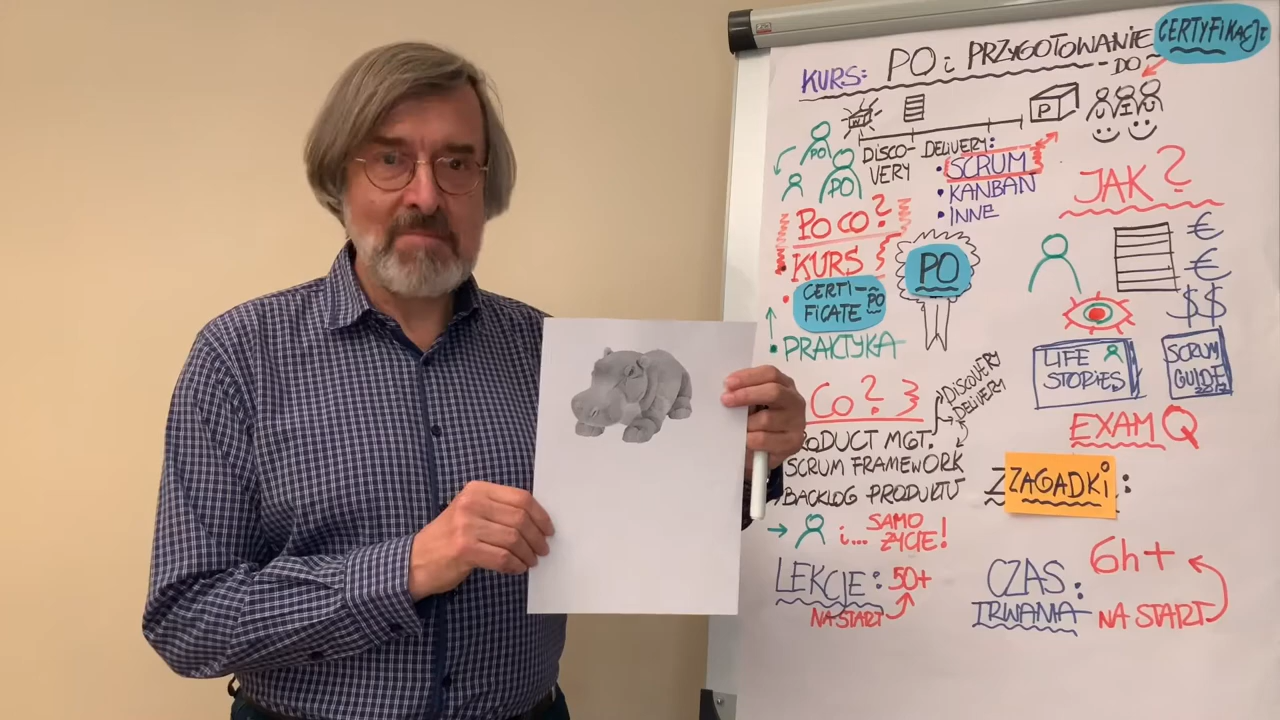 CERTYFIKACJI
KURS: PO i PRZYGOTOWANIE
DO
P
PO
PO
DISCO-
VERY
DELIVERY:
• SCRUM
• KANBAN
• INNE
PO CO?
• KURS
• CERTI-
FICATE PO
• PRAKTYKA
PO
JAK?
€
€
$$
LIFE
STORIES
SCRUM
GUIDE
EXAM Q
CO?
DISCOVERY
DELIVERY
PRODUCT MGT.
SCRUM FRAMEWORK
BACKLOG PRODUKTU
i... SAMO
ŻYCIE!
ZAGADKI:
LEKCJE: 50+
NA START
CZAS: 6h+
TRWANIA NA START